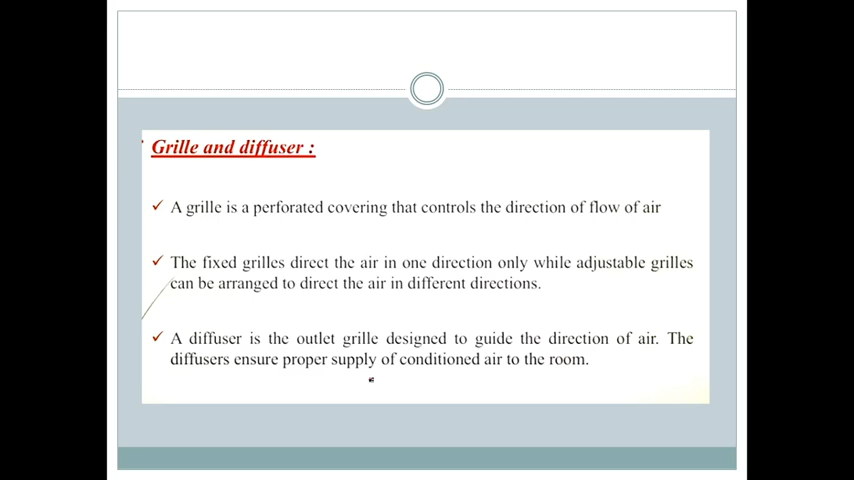 Grille and diffuser :
✓ A grille is a perforated covering that controls the direction of flow of air
✓ The fixed grilles direct the air in one direction only while adjustable grilles
can be arranged to direct the air in different directions.
✓ A diffuser is the outlet grille designed to guide the direction of air. The
diffusers ensure proper supply of conditioned air to the room.